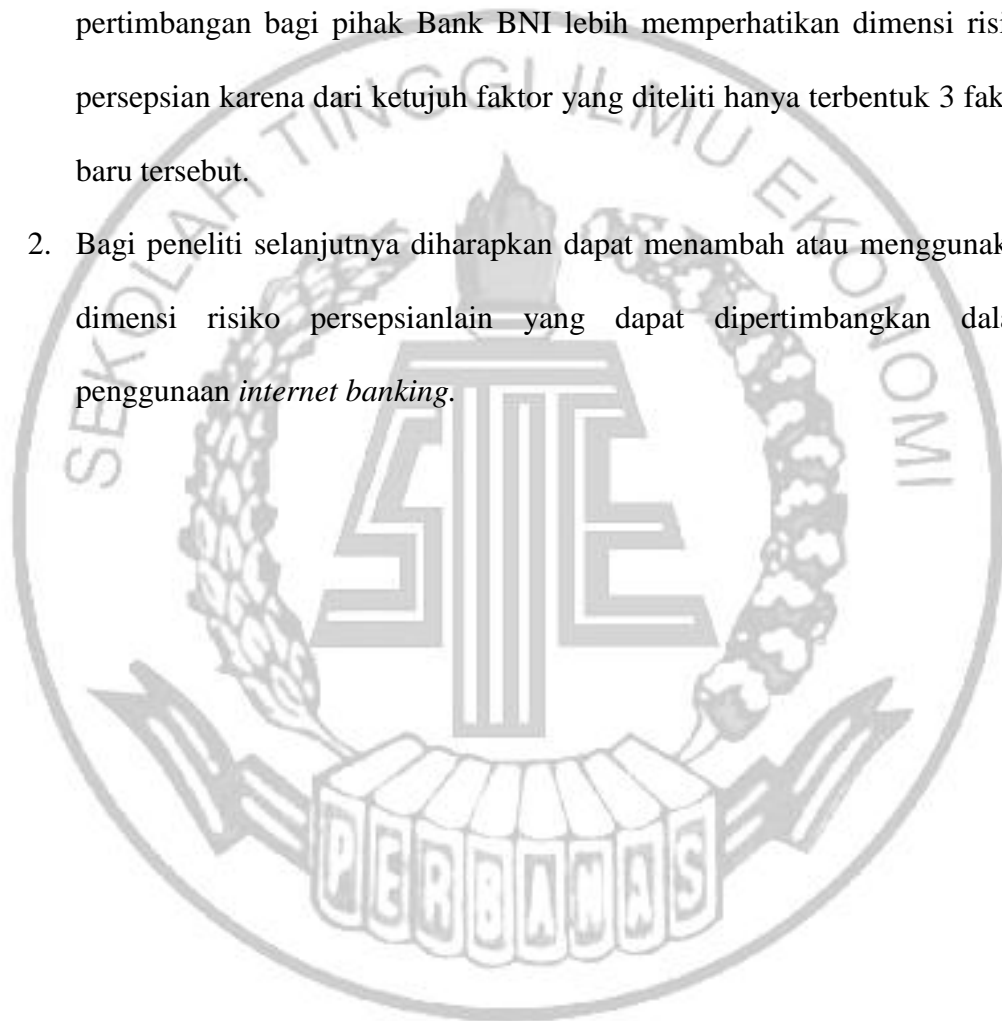 pertimbangan bagi pihak Bank BNI lebih memperhatikan dimensi risi
persepsian karena dari ketujuh faktor yang diteliti hanya terbentuk 3 fak
baru tersebut.
2. Bagi peneliti selanjutnya diharapkan dapat menambah atau menggunak
dimensi risiko persepsianlain yang dapat dipertimbangkan dala
penggunaan internet banking.
SEKOLAH TINGGI ILMU EKONOMI
STIE
PERBANAS